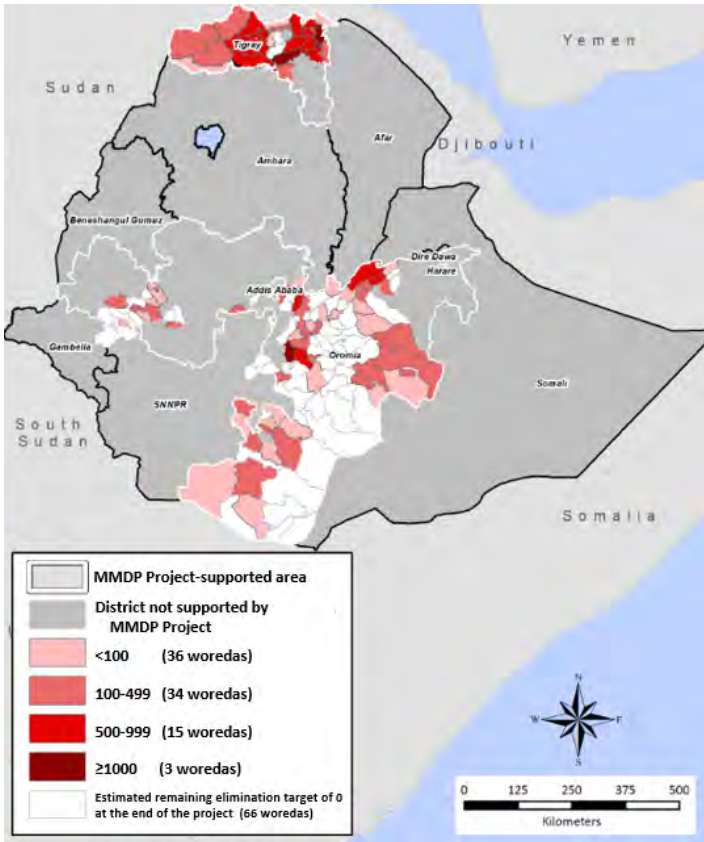 Yemen
Tigray
Sudan
Afar
Djibouti
Amhara
Beneshangul Gumuz
Dire Dawa
Harare
Addis Ababa
Gambella
Oromia
Somali
SNNPR
South
Sudan
Somalia
MMDP Project-supported area
District not supported by
MMDP Project
<100 (36 woredas)
100-499 (34 woredas)
500-999 (15 woredas)
≥1000 (3 woredas)
Estimated remaining elimination target of 0
at the end of the project (66 woredas)
N
W E
S
0 125 250 375 500
Kilometers